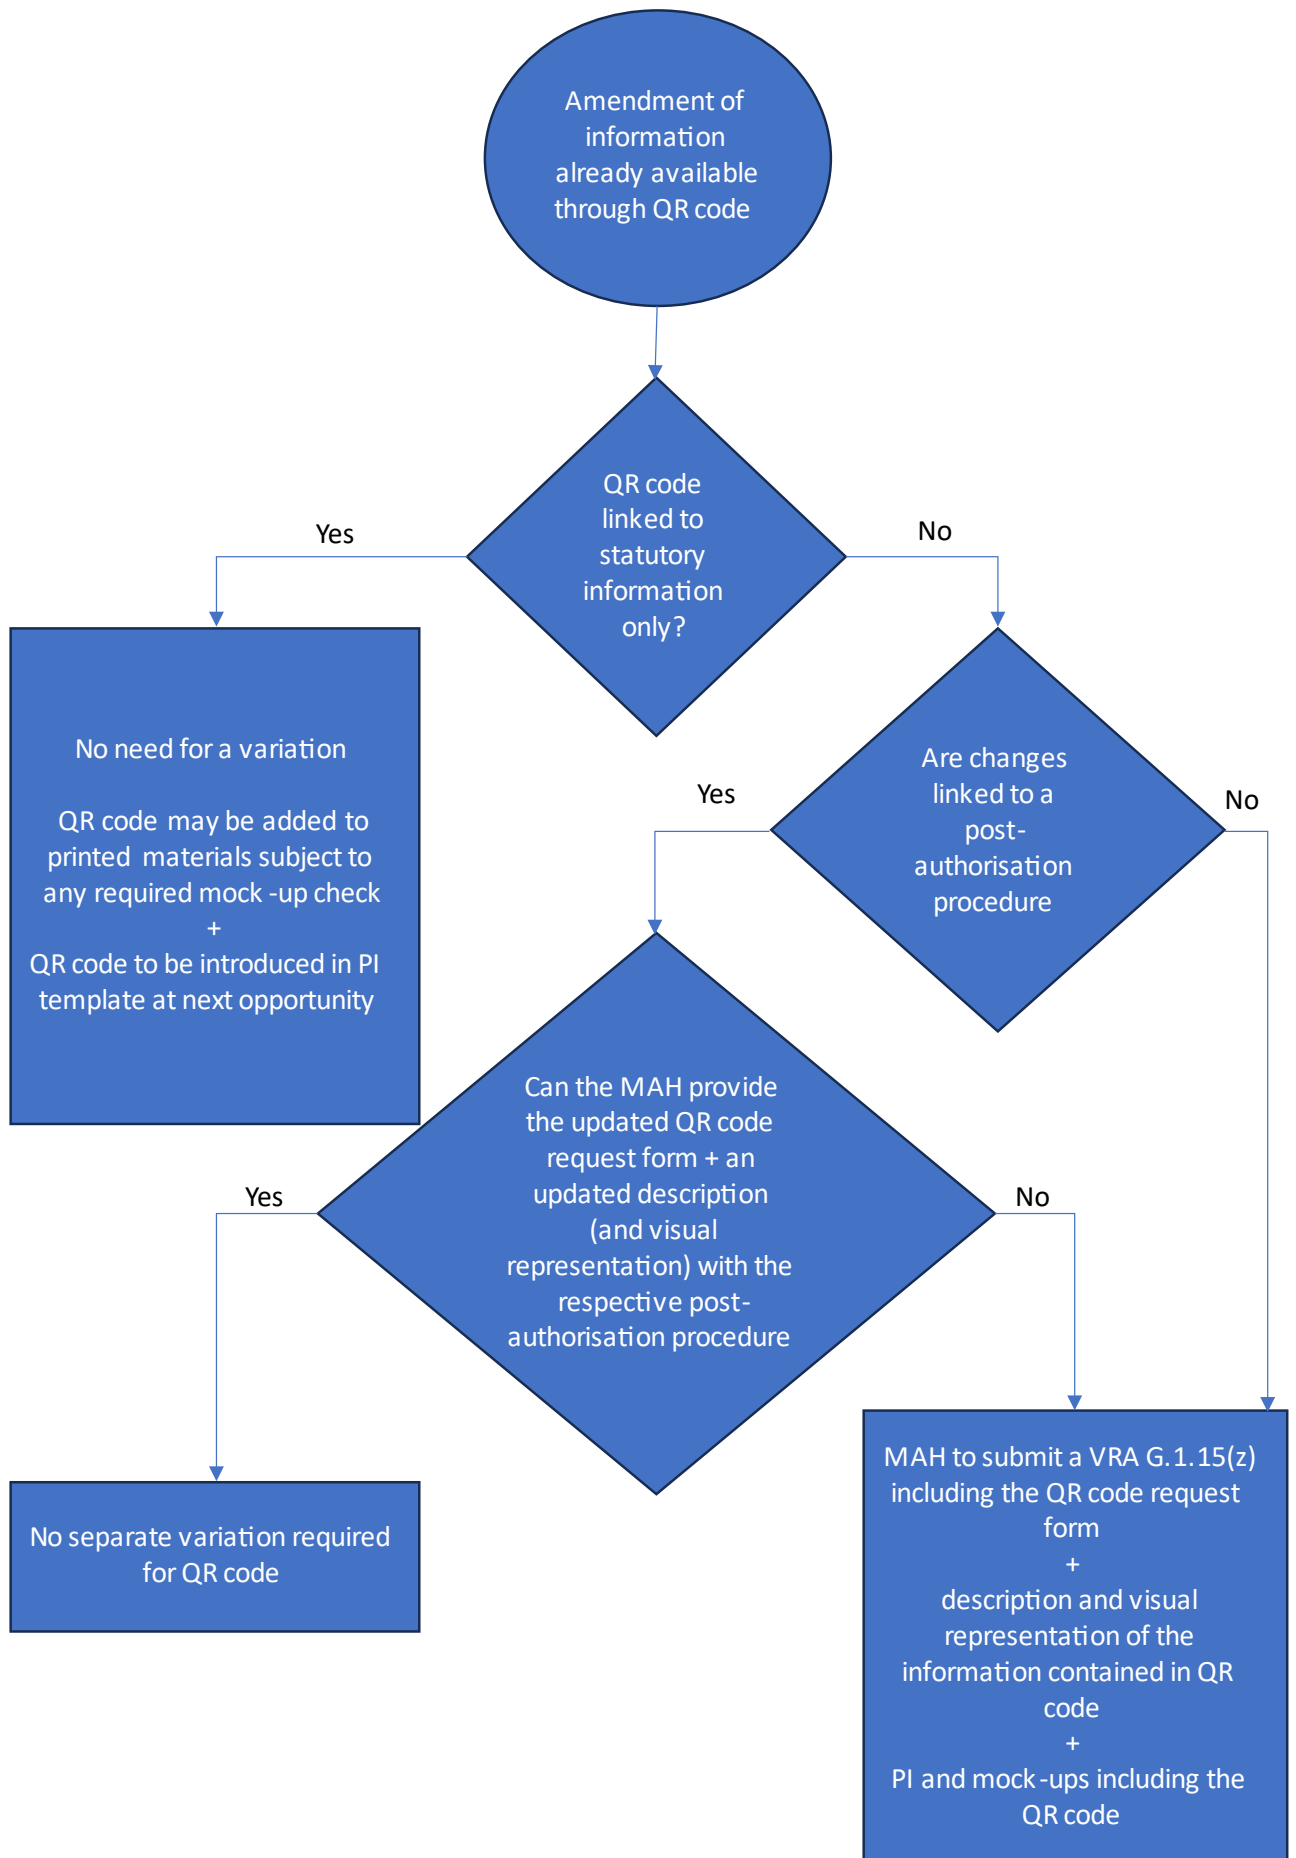 Amendment of
information
already available
through QR code
QR code
linked to
statutory
information
only?
Yes
No
No need for a variation
QR code may be added to
printed materials subject to
any required mock-up check
+
QR code to be introduced in PI
template at next opportunity
Are changes
linked to a
post-
authorisation
procedure
Yes
No
Can the MAH provide
the updated QR code
request form + an
updated description
(and visual
representation) with the
respective post-
authorisation procedure
Yes
No
No separate variation required
for QR code
MAH to submit a VRA G.1.15(z)
including the QR code request
form
+
description and visual
representation of the
information contained in QR
code
+
PI and mock-ups including the
QR code